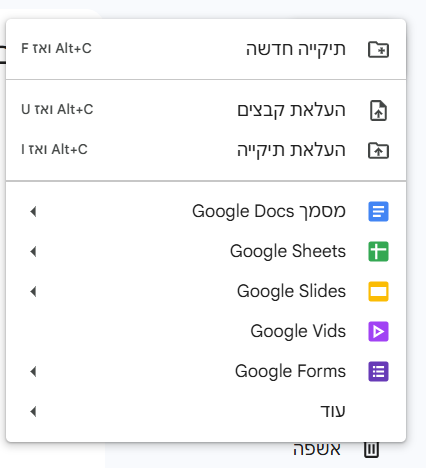 תיקייה חדשה Alt+C ואז F
העלאת קבצים Alt+C ואז U
העלאת תיקייה Alt+C ואז I
מסמך Google Docs
Google Sheets
Google Slides
Google Vids
Google Forms
עוד
אשפה